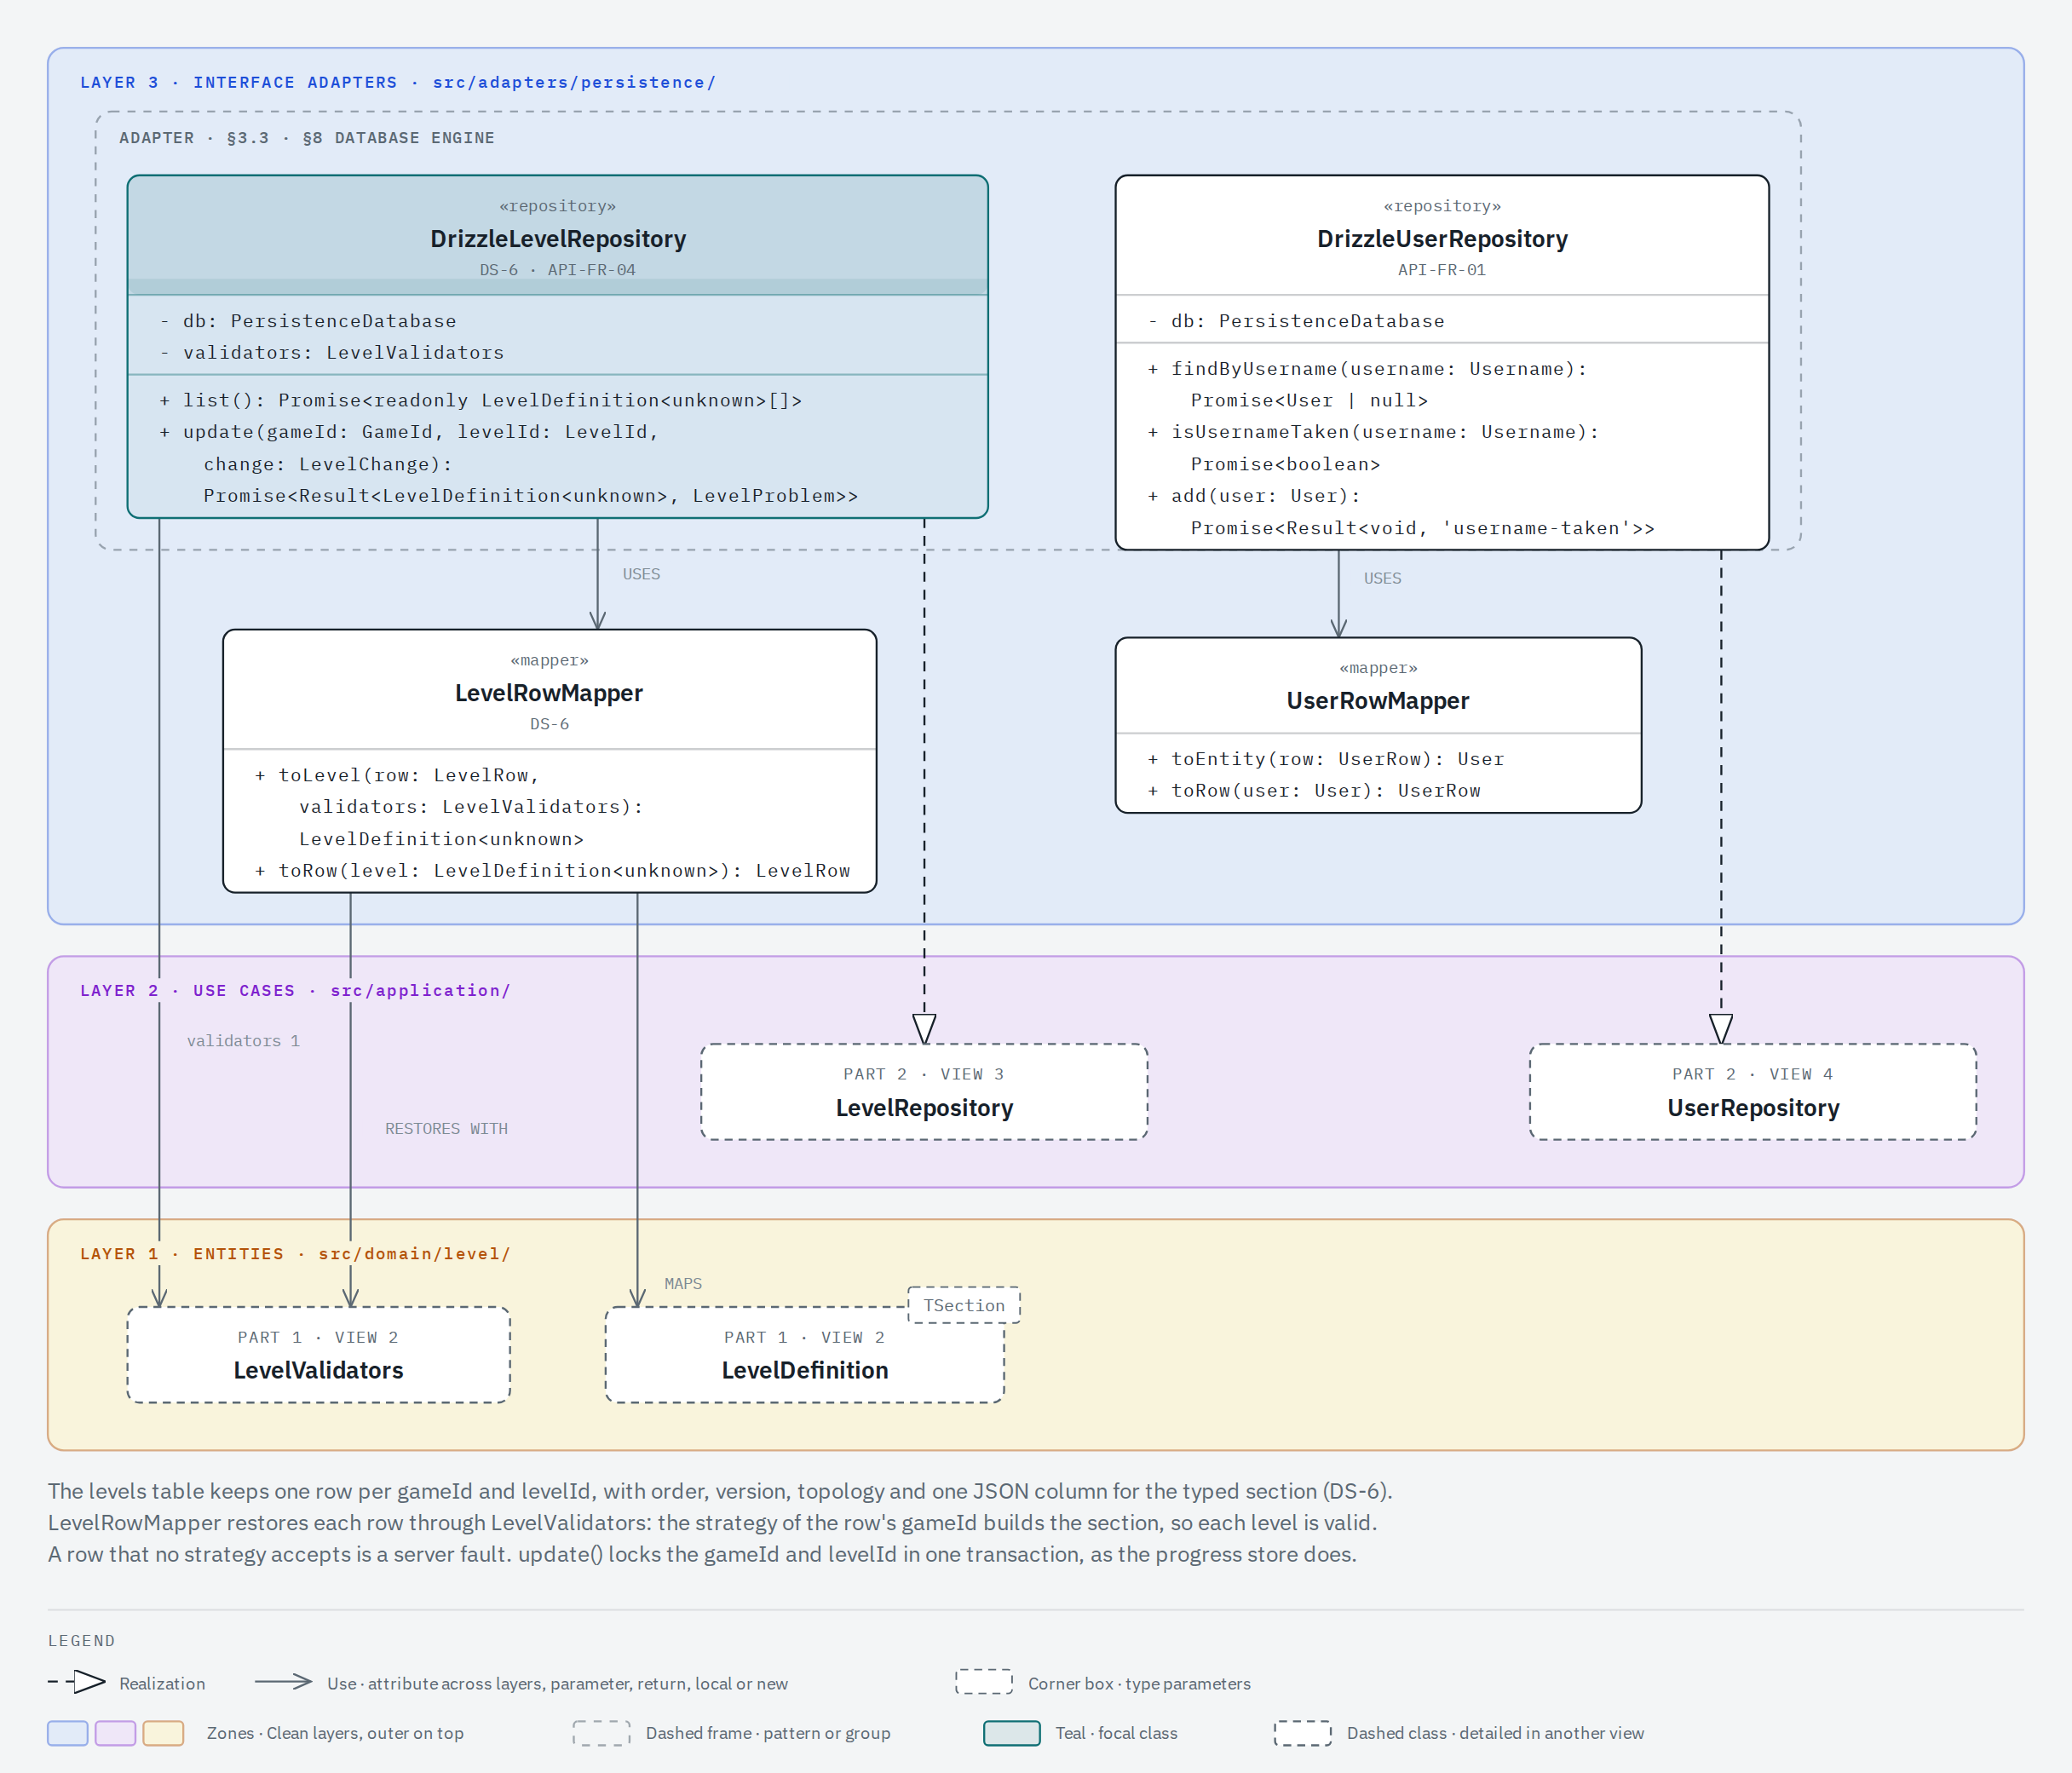 LAYER 3 · INTERFACE ADAPTERS · src/adapters/persistence/
ADAPTER · §3.3 · §8 DATABASE ENGINE
«repository»
DrizzleLevelRepository
DS-6 · API-FR-04
- db: PersistenceDatabase
- validators: LevelValidators
+ list(): Promise<readonly LevelDefinition<unknown>[]>
+ update(gameId: GameId, levelId: LevelId,
change: LevelChange):
Promise<Result<LevelDefinition<unknown>, LevelProblem>>
«repository»
DrizzleUserRepository
API-FR-01
- db: PersistenceDatabase
+ findByUsername(username: Username):
Promise<User | null>
+ isUsernameTaken(username: Username):
Promise<boolean>
+ add(user: User):
Promise<Result<void, 'username-taken'>>
USES
USES
«mapper»
LevelRowMapper
DS-6
+ toLevel(row: LevelRow,
validators: LevelValidators):
LevelDefinition<unknown>
+ toRow(level: LevelDefinition<unknown>): LevelRow
«mapper»
UserRowMapper
+ toEntity(row: UserRow): User
+ toRow(user: User): UserRow
LAYER 2 · USE CASES · src/application/
validators 1
RESTORES WITH
PART 2 · VIEW 3
LevelRepository
PART 2 · VIEW 4
UserRepository
LAYER 1 · ENTITIES · src/domain/level/
MAPS
TSection
PART 1 · VIEW 2
LevelValidators
PART 1 · VIEW 2
LevelDefinition
The levels table keeps one row per gameId and levelId, with order, version, topology and one JSON column for the typed section (DS-6).
LevelRowMapper restores each row through LevelValidators: the strategy of the row's gameId builds the section, so each level is valid.
A row that no strategy accepts is a server fault. update() locks the gameId and levelId in one transaction, as the progress store does.
LEGEND
Realization
Use · attribute across layers, parameter, return, local or new
Corner box · type parameters
Zones · Clean layers, outer on top
Dashed frame · pattern or group
Teal · focal class
Dashed class · detailed in another view